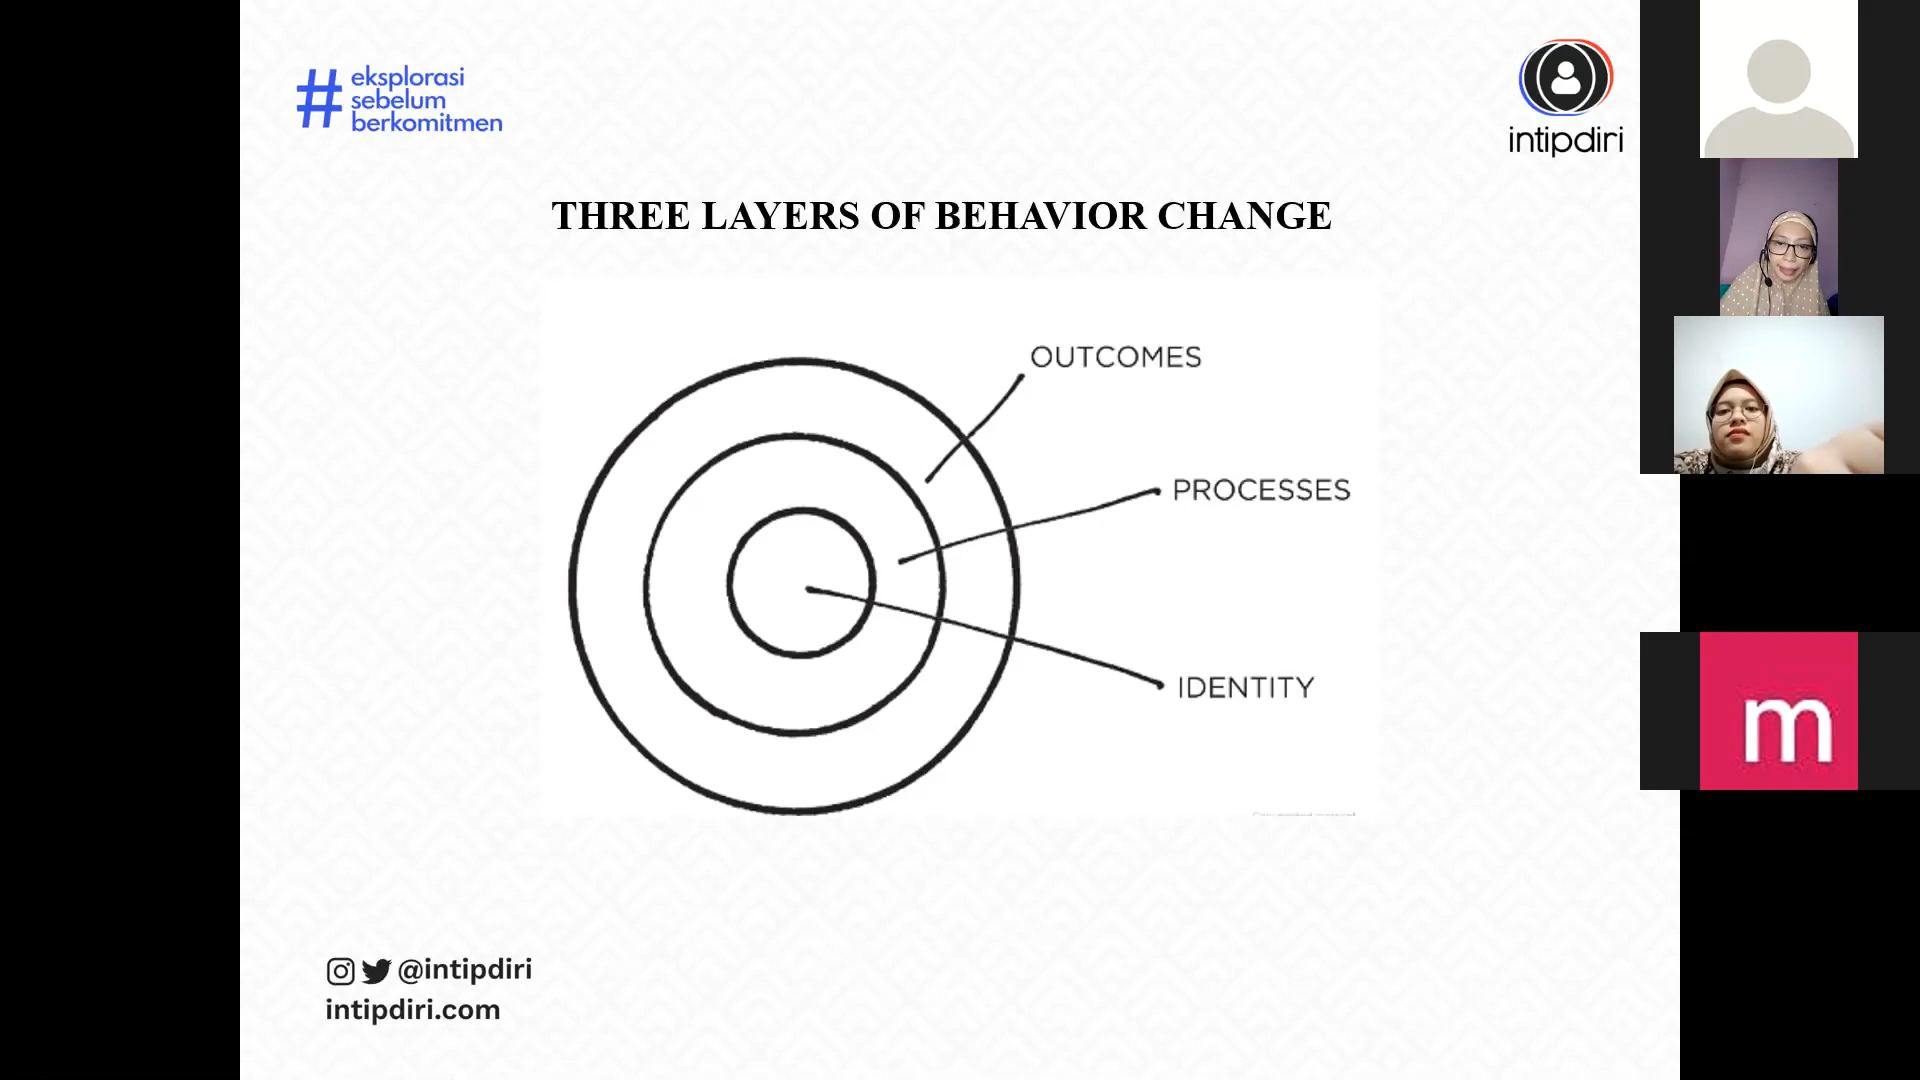 #
eksplorasi
sebelum
berkomitmen
intipdiri
THREE LAYERS OF BEHAVIOR CHANGE
OUTCOMES
PROCESSES
IDENTITY
m
@intipdiri
intipdiri.com